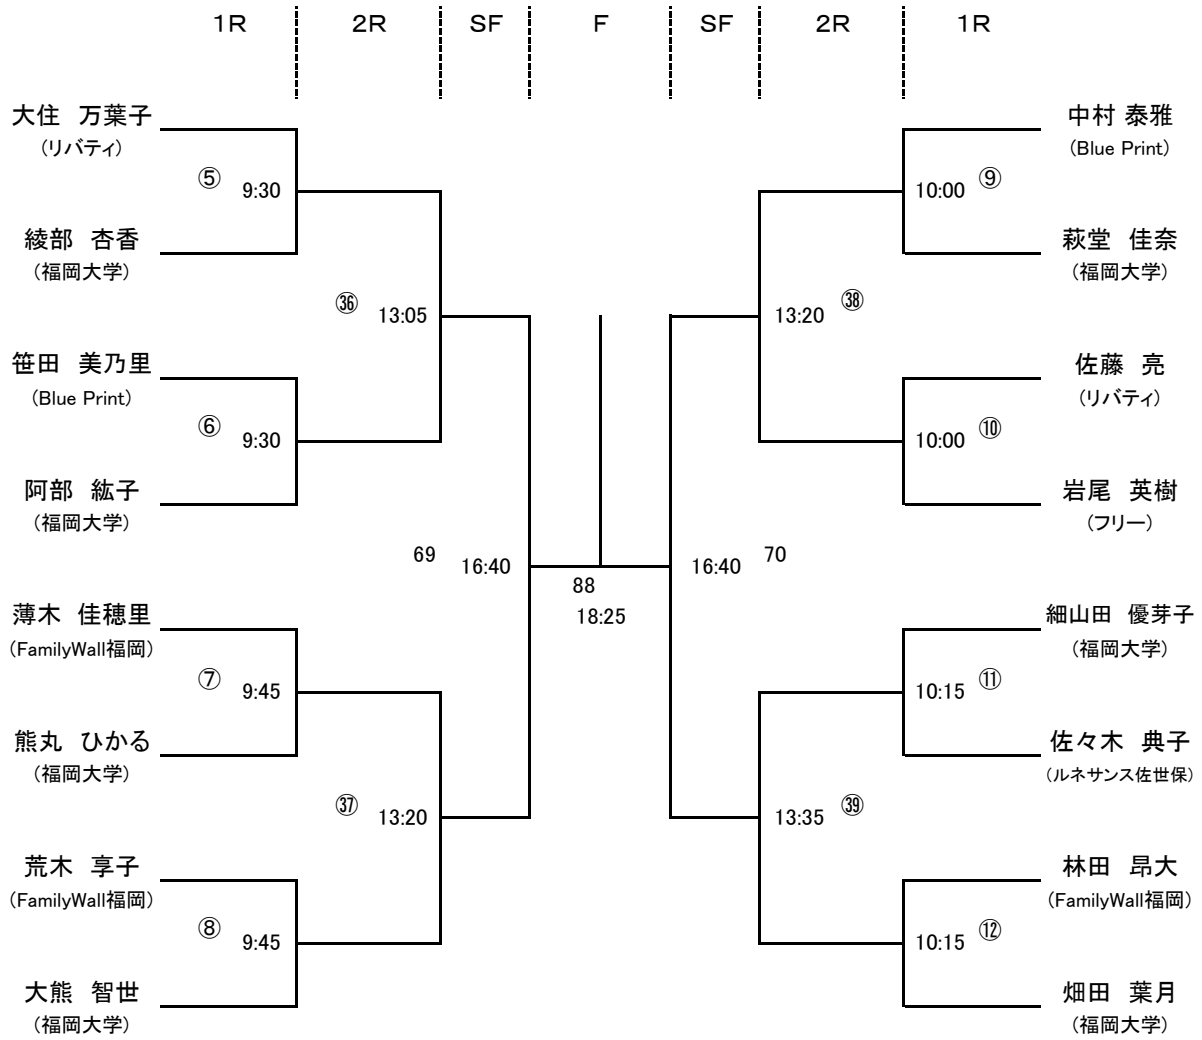 1R 2R SF F SF 2R 1R
大住　万葉子
(リバティ)
⑤ 9:30
綾部　杏香
(福岡大学)
㊱ 13:05
笹田　美乃里
(Blue Print)
⑥ 9:30
阿部　紘子
(福岡大学)
69 16:40
薄木　佳穂里
(FamilyWall福岡)
⑦ 9:45
熊丸　ひかる
(福岡大学)
㊲ 13:20
荒木　享子
(FamilyWall福岡)
⑧ 9:45
大熊　智世
(福岡大学)
88
18:25
中村 泰雅
(Blue Print)
10:00 ⑨
萩堂　佳奈
(福岡大学)
13:20 ㊳
佐藤　亮
(リバティ)
10:00 ⑩
岩尾　英樹
(フリー)
16:40 70
細山田　優芽子
(福岡大学)
10:15 ⑪
佐々木　典子
(ルネサンス佐世保)
13:35 ㊴
林田　昂大
(FamilyWall福岡)
10:15 ⑫
畑田　葉月
(福岡大学)